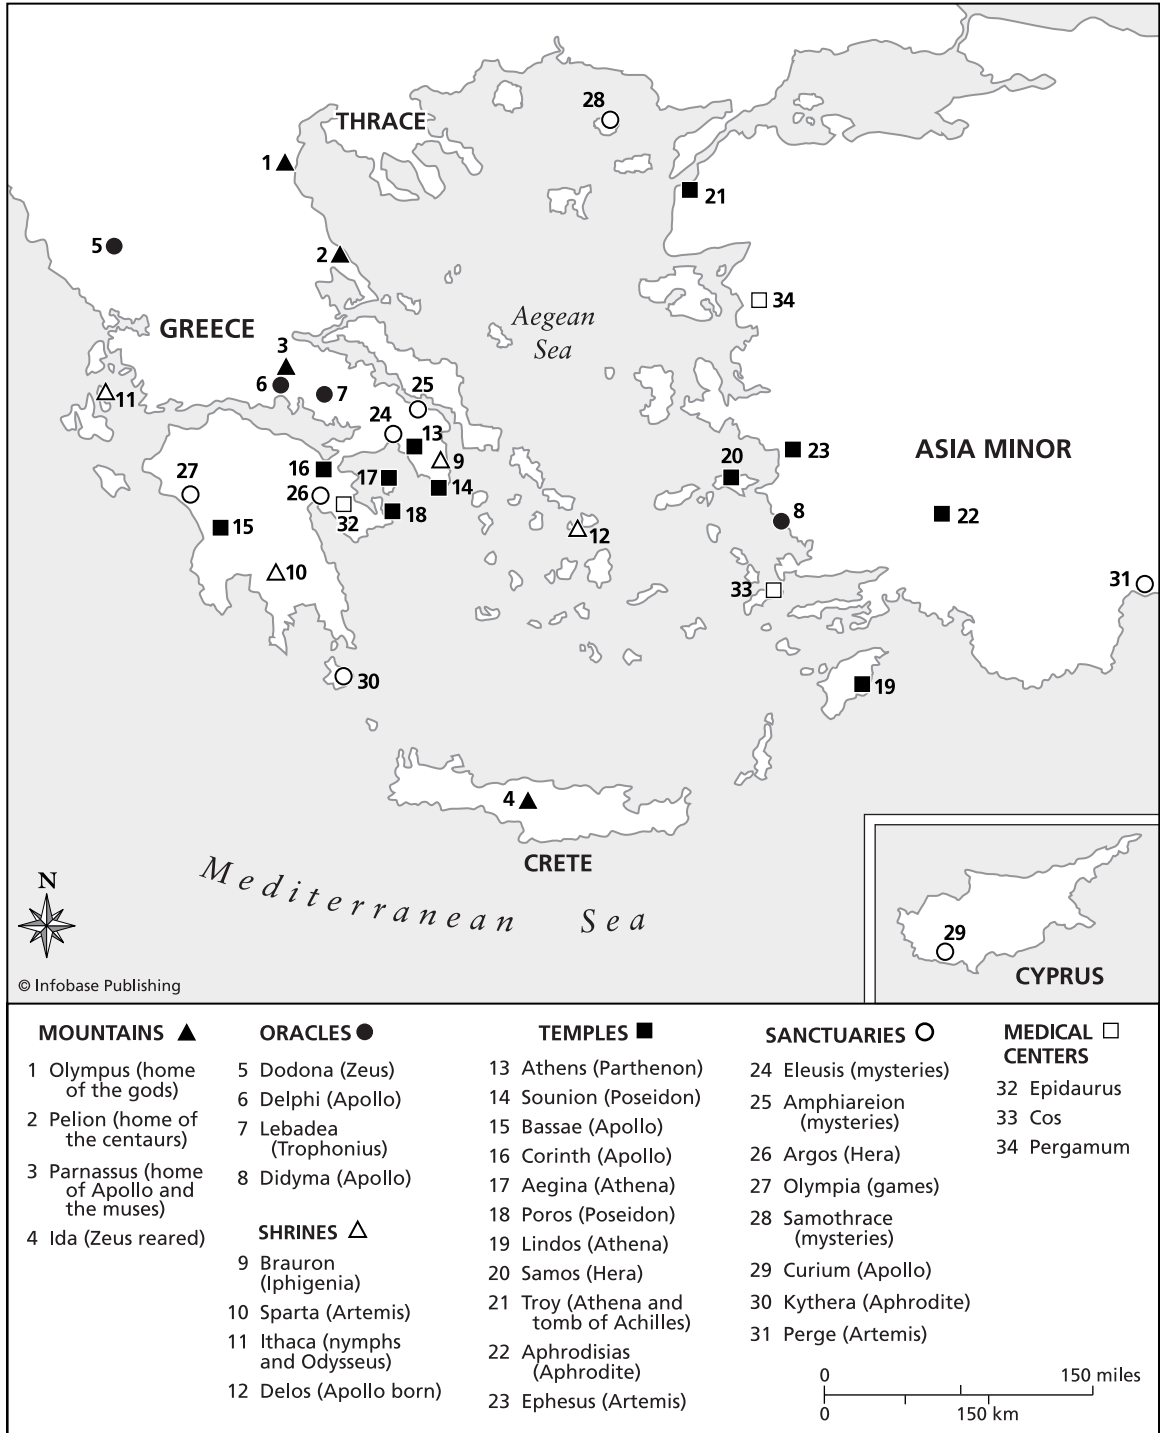 28
THRACE
1
21
5
2
34
Aegean
Sea
GREECE
3
6
7
25
11
24
13
ASIA MINOR
23
20
9
16
17
27
26
14
8
22
18
32
15
12
10
31
33
30
19
4
CRETE
N
Mediterranean Sea
29
CYPRUS
© Infobase Publishing
MOUNTAINS
1 Olympus (home
of the gods)
2 Pelion (home of
the centaurs)
3 Parnassus (home
of Apollo and
the muses)
4 Ida (Zeus reared)
ORACLES
5 Dodona (Zeus)
6 Delphi (Apollo)
7 Lebadea
(Trophonius)
8 Didyma (Apollo)
SHRINES
9 Brauron
(Iphigenia)
10 Sparta (Artemis)
11 Ithaca (nymphs
and Odysseus)
12 Delos (Apollo born)
TEMPLES
13 Athens (Parthenon)
14 Sounion (Poseidon)
15 Bassae (Apollo)
16 Corinth (Apollo)
17 Aegina (Athena)
18 Poros (Poseidon)
19 Lindos (Athena)
20 Samos (Hera)
21 Troy (Athena and
tomb of Achilles)
22 Aphrodisias
(Aphrodite)
23 Ephesus (Artemis)
SANCTUARIES
24 Eleusis (mysteries)
25 Amphiareion
(mysteries)
26 Argos (Hera)
27 Olympia (games)
28 Samothrace
(mysteries)
29 Curium (Apollo)
30 Kythera (Aphrodite)
31 Perge (Artemis)
MEDICAL
CENTERS
32 Epidaurus
33 Cos
34 Pergamum
0 150 miles
0 150 km